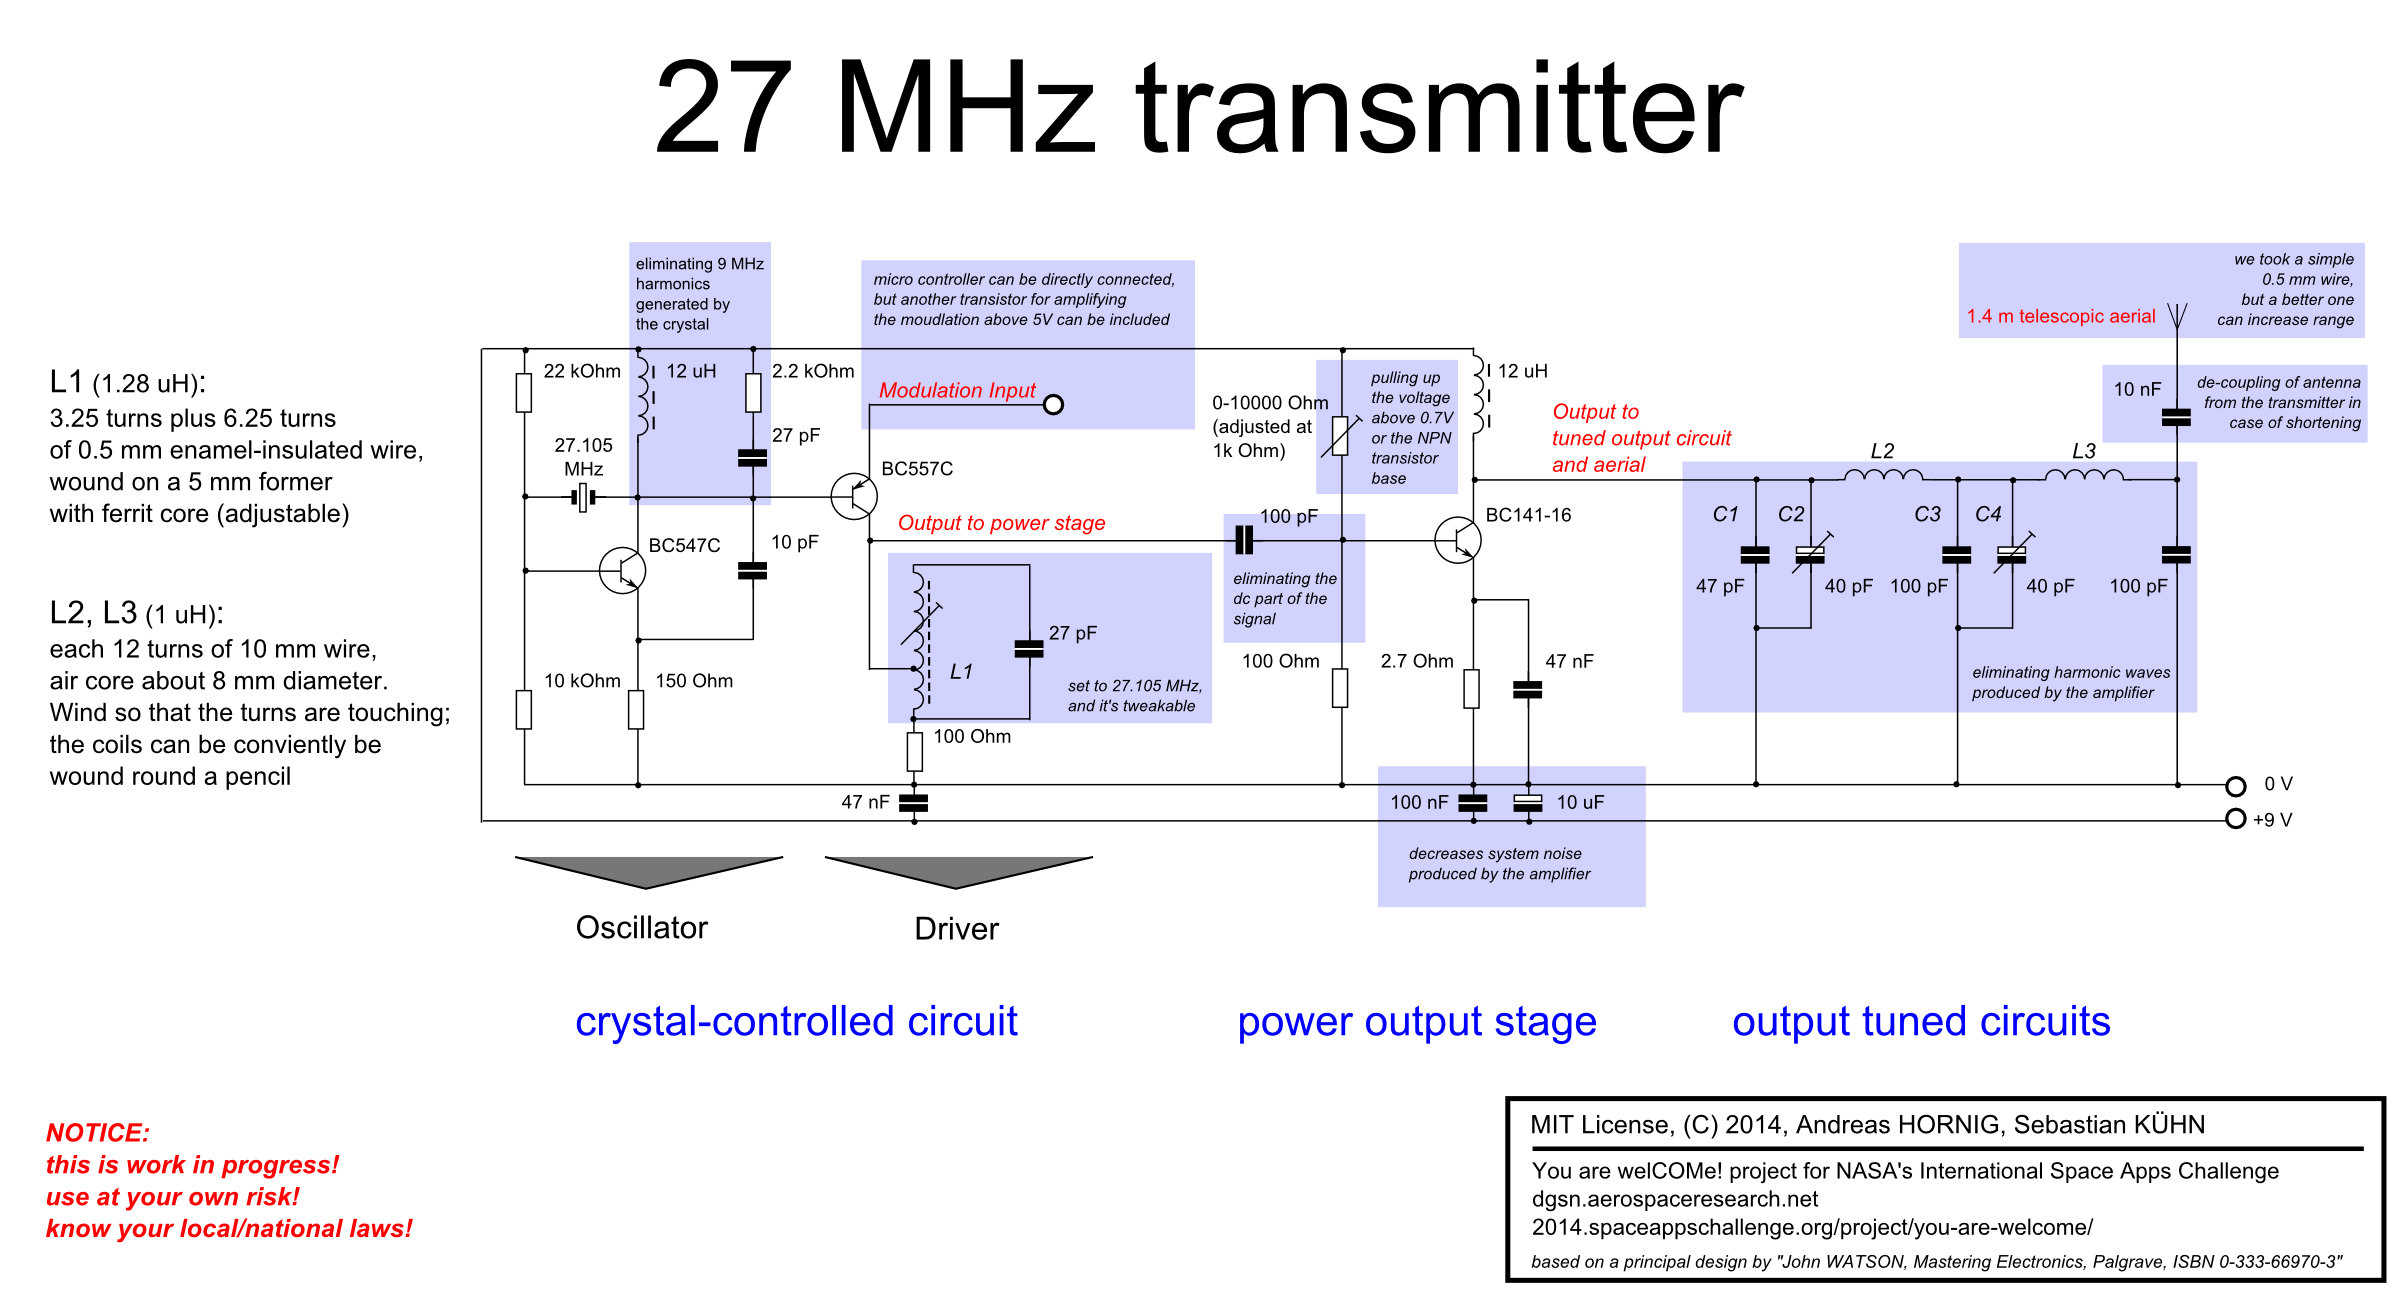 27 MHz transmitter
eliminating 9 MHz
harmonics
generated by
the crystal
micro controller can be directly connected,
but another transistor for amplifying
the moudlation above 5V can be included
we took a simple
0.5 mm wire,
but a better one
can increase range
1.4 m telescopic aerial
L1 (1.28 uH):
3.25 turns plus 6.25 turns
of 0.5 mm enamel-insulated wire,
wound on a 5 mm former
with ferrit core (adjustable)
L2, L3 (1 uH):
each 12 turns of 10 mm wire,
air core about 8 mm diameter.
Wind so that the turns are touching;
the coils can be conviently be
wound round a pencil
22 kOhm
12 uH
2.2 kOhm
27.105
MHz
27 pF
Modulation Input
BC557C
BC547C
10 pF
Output to power stage
10 kOhm
150 Ohm
L1
27 pF
set to 27.105 MHz,
and it's tweakable
100 Ohm
47 nF
0-10000 Ohm
(adjusted at
1k Ohm)
pulling up
the voltage
above 0.7V
or the NPN
transistor
base
12 uH
Output to
tuned output circuit
and aerial
100 pF
eliminating the
dc part of the
signal
BC141-16
100 Ohm
2.7 Ohm
47 nF
100 nF
10 uF
decreases system noise
produced by the amplifier
10 nF
de-coupling of antenna
from the transmitter in
case of shortening
L2
L3
C1
C2
C3
C4
47 pF
40 pF
100 pF
40 pF
100 pF
eliminating harmonic waves
produced by the amplifier
0 V
+9 V
Oscillator
Driver
crystal-controlled circuit
power output stage
output tuned circuits
NOTICE:
this is work in progress!
use at your own risk!
know your local/national laws!
MIT License, (C) 2014, Andreas HORNIG, Sebastian KÜHN
You are welCOMe! project for NASA's International Space Apps Challenge
dgsn.aerospaceresearch.net
2014.spaceappschallenge.org/project/you-are-welcome/
based on a principal design by "John WATSON, Mastering Electronics, Palgrave, ISBN 0-333-66970-3"